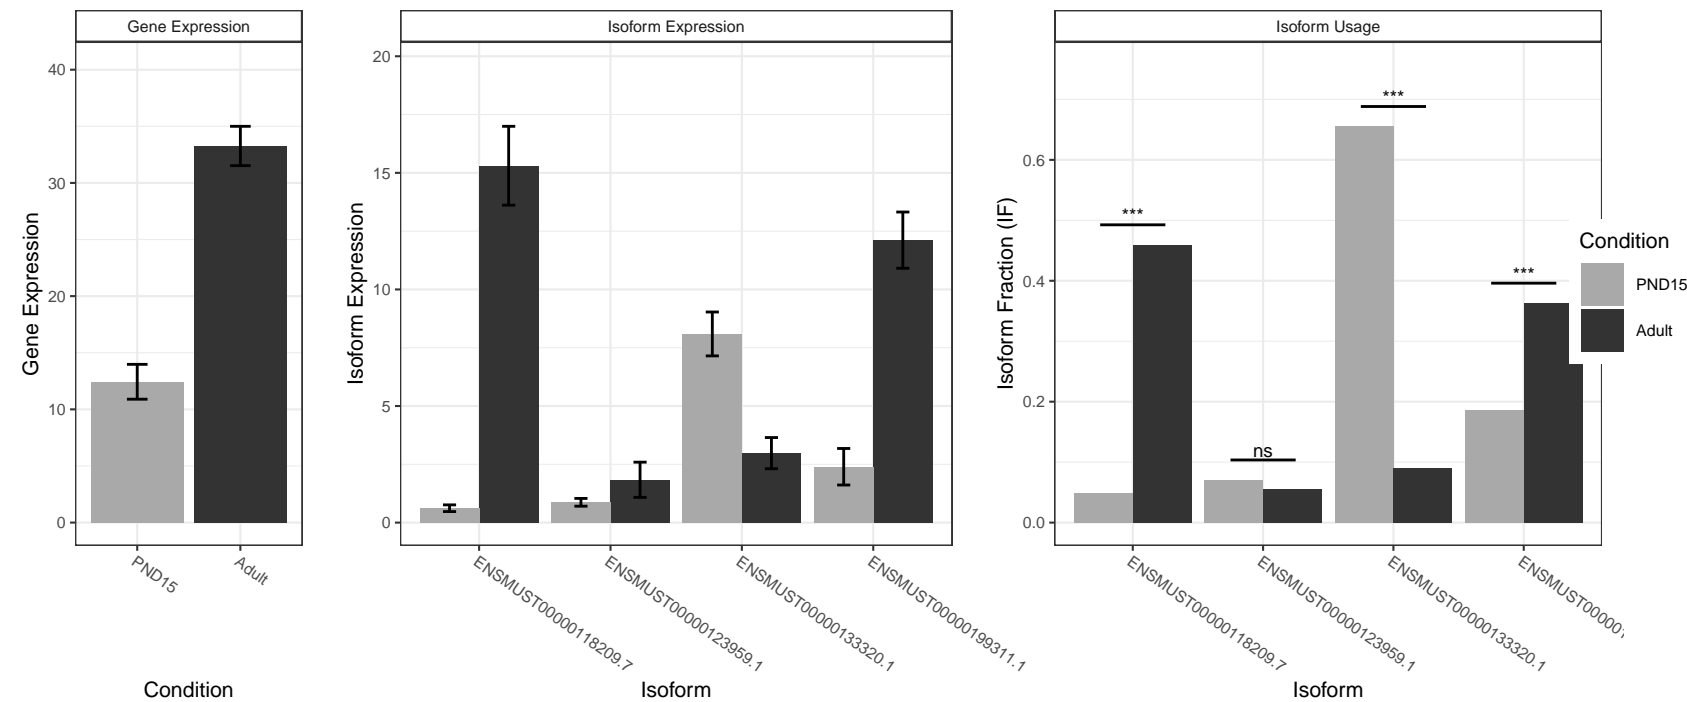 Gene Expression
Isoform Expression
Isoform Usage
Gene Expression
40
30
20
10
0
PND15
Adult
Condition
Isoform Expression
20
15
10
5
0
ENSMUST00000118209.7
ENSMUST00000123959.1
ENSMUST00000133320.1
ENSMUST00000199311.1
Isoform
Isoform Fraction (IF)
0.6
0.4
0.2
0.0
***
ns
***
***
ENSMUST00000118209.7
ENSMUST00000123959.1
ENSMUST00000133320.1
Isoform
Condition
PND15
Adult